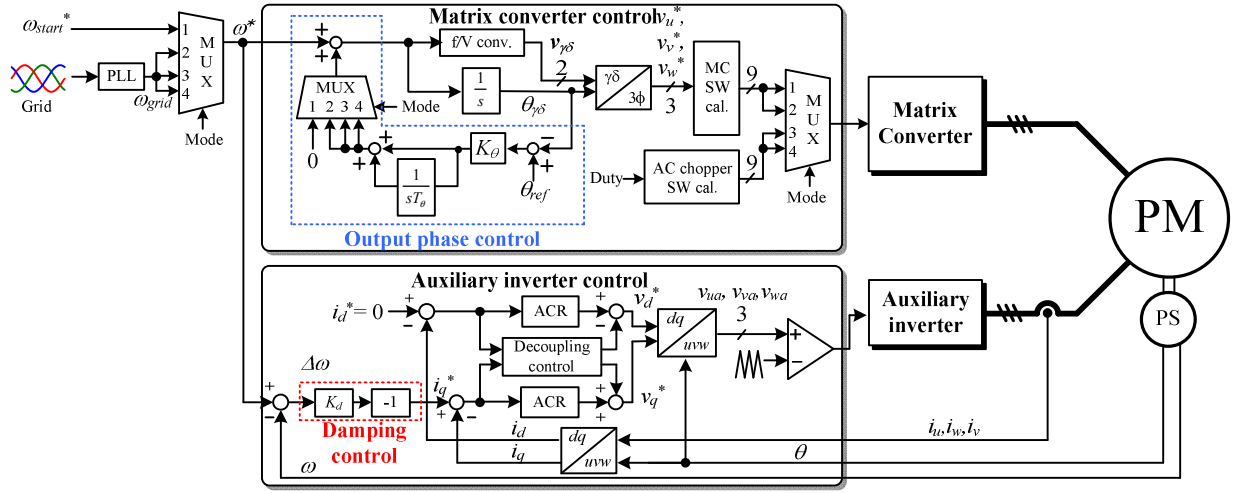 ω_start*
Grid
PLL
ω_grid
1
2
3
4
M
U
X
Mode
ω*
Matrix converter control
+
+
MUX
1 2 3 4
Mode
0
f/V conv.
1
s
v_γδ
2
θ_γδ
γδ
3ϕ
v_u*,
v_v*,
v_w*
3
MC
SW
cal.
9
+
+
1
sT_θ
K_θ
+
−
θ_ref
Output phase control
Duty
AC chopper
SW cal.
9
1
2
3
4
M
U
X
Mode
Matrix
Converter
PM
PS
Auxiliary inverter control
i_d* = 0
+
−
ACR
+
−
v_d*
Decoupling
control
dq
uvw
v_ua, v_va, v_wa
3
+
−
Auxiliary
inverter
Δω
+
−
K_d
-1
i_q*
+
−
ACR
+
+
v_q*
Damping
control
i_d
i_q
dq
uvw
i_u,i_w,i_v
θ
ω